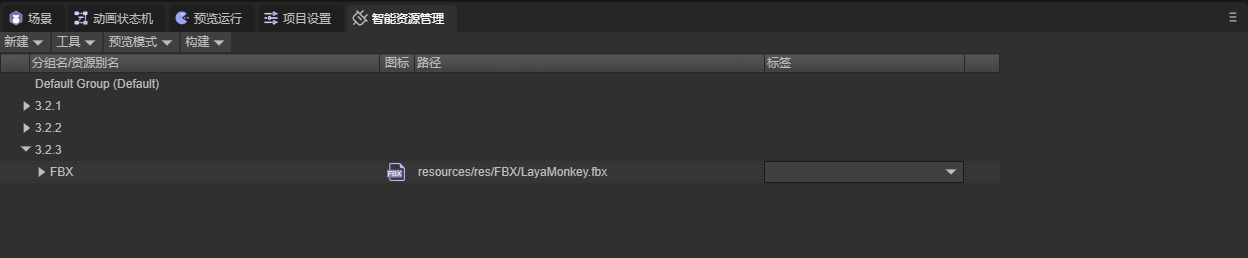 场景 动画状态机 预览运行 项目设置 智能资源管理
新建 工具 预览模式 构建
分组名/资源别名 图标 路径 标签
Default Group (Default)
3.2.1
3.2.2
3.2.3
FBX FBX resources/res/FBX/LayaMonkey.fbx